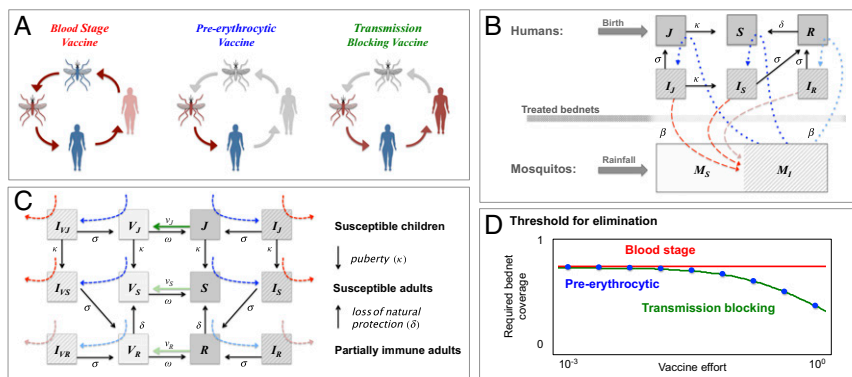 A
Blood Stage
Vaccine
Pre-erythrocytic
Vaccine
Transmission
Blocking Vaccine
B
Humans:
Birth
J
κ
S
δ
R
σ
σ
σ
I_J
κ
I_S
I_R
Treated bednets
β
β
Mosquitos:
Rainfall
M_S
M_I
C
I_VJ
σ
V_J
ν_J
ω
J
σ
I_J
Susceptible children
κ
κ
κ
κ
puberty (κ)
I_VS
V_S
ν_S
ω
S
I_S
Susceptible adults
σ
δ
δ
σ
loss of natural
protection (δ)
I_VR
σ
V_R
ν_R
ω
R
σ
I_R
Partially immune adults
D
Threshold for elimination
Required bednet
coverage
1
0
Blood stage
Pre-erythrocytic
Transmission blocking
10^-3
10^0
Vaccine effort